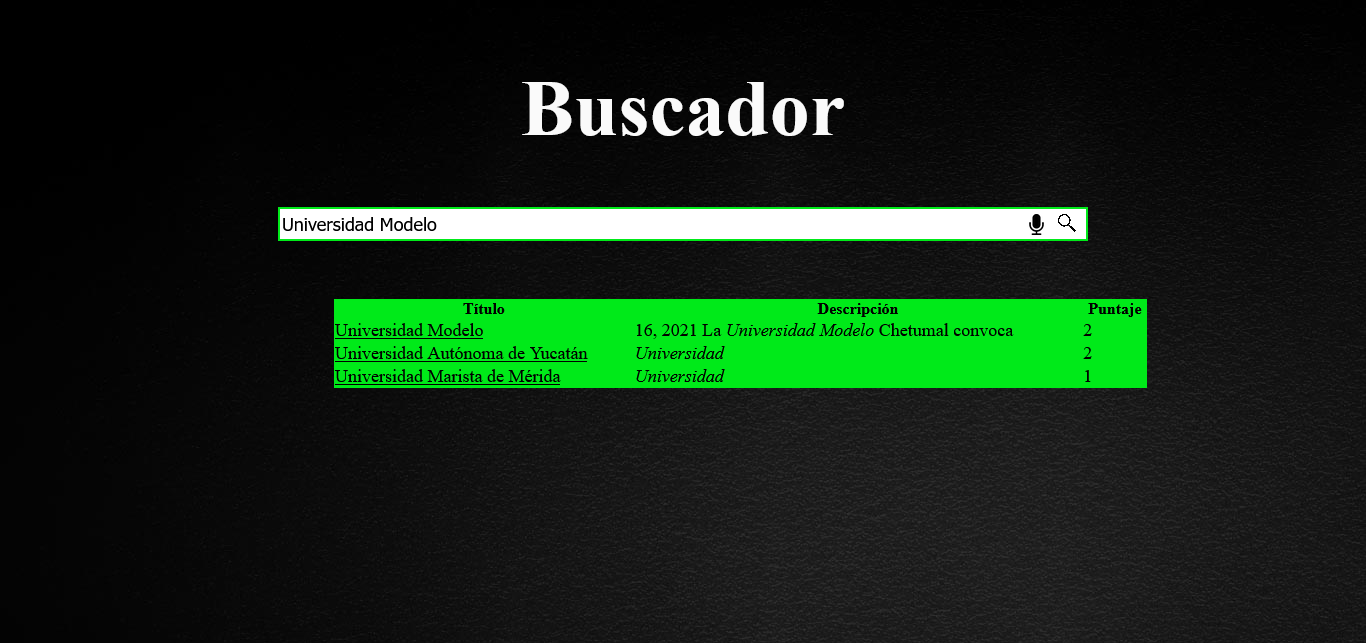 Buscador
Universidad Modelo
Título Descripción Puntaje
Universidad Modelo 16, 2021 La Universidad Modelo Chetumal convoca 2
Universidad Autónoma de Yucatán Universidad 2
Universidad Marista de Mérida Universidad 1